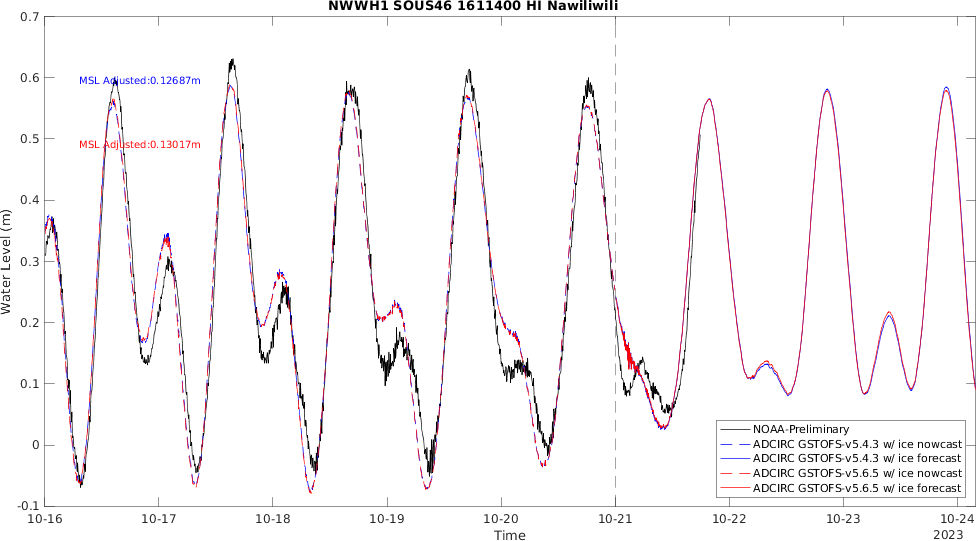 NWWH1 SOUS46 1611400 HI Nawiliwili
0.7
0.6
0.5
0.4
0.3
0.2
0.1
0
-0.1
Water Level (m)
MSL Adjusted:0.12687m
MSL Adjusted:0.13017m
NOAA-Preliminary
ADCIRC GSTOFS-v5.4.3 w/ ice nowcast
ADCIRC GSTOFS-v5.4.3 w/ ice forecast
ADCIRC GSTOFS-v5.6.5 w/ ice nowcast
ADCIRC GSTOFS-v5.6.5 w/ ice forecast
10-16 10-17 10-18 10-19 10-20 10-21 10-22 10-23 10-24
2023
Time